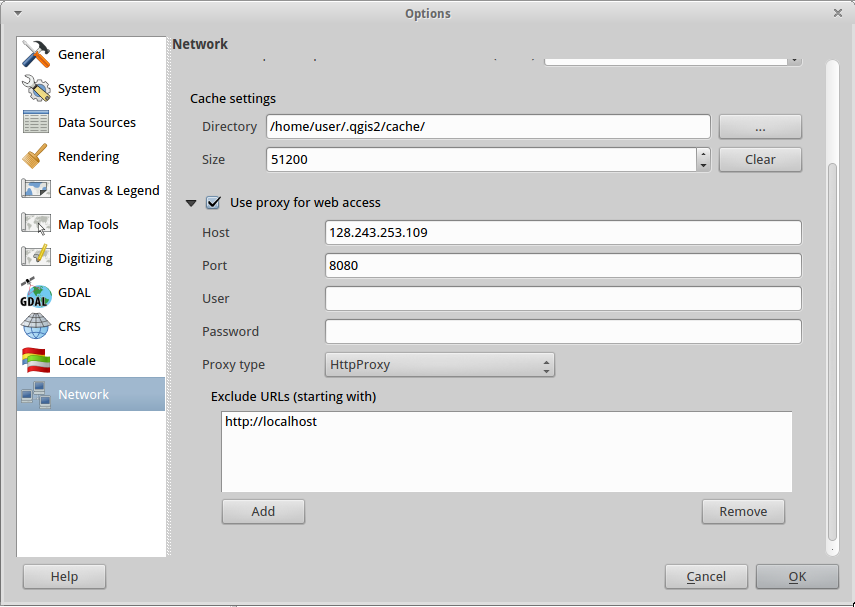 Options
General
System
Data Sources
Rendering
Canvas & Legend
Map Tools
Digitizing
GDAL
GDAL
CRS
Locale
Network
Network
Cache settings
Directory /home/user/.qgis2/cache/ ...
Size 51200 Clear
Use proxy for web access
Host 128.243.253.109
Port 8080
User
Password
Proxy type HttpProxy
Exclude URLs (starting with)
http://localhost
Add Remove
Help Cancel OK